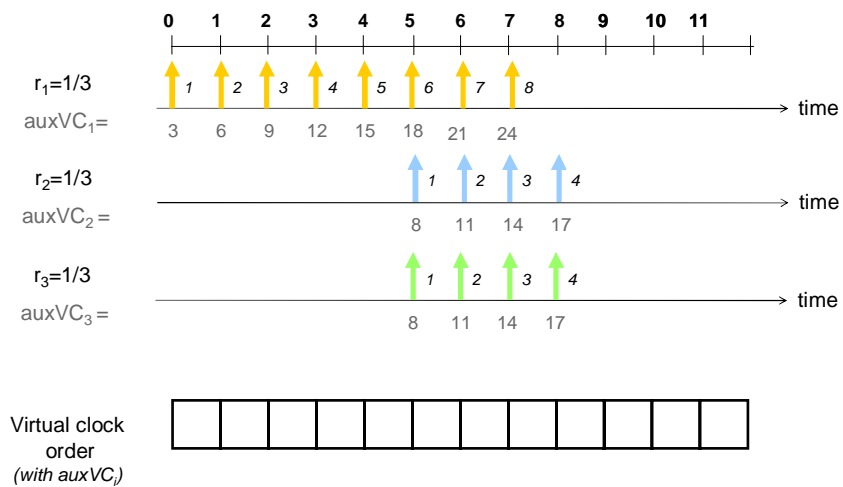 0 1 2 3 4 5 6 7 8 9 10 11
r1=1/3
1 2 3 4 5 6 7 8
time
auxVC1=
3 6 9 12 15 18 21 24
r2=1/3
1 2 3 4
time
auxVC2 =
8 11 14 17
r3=1/3
1 2 3 4
time
auxVC3 =
8 11 14 17
Virtual clock
order
(with auxVCi)